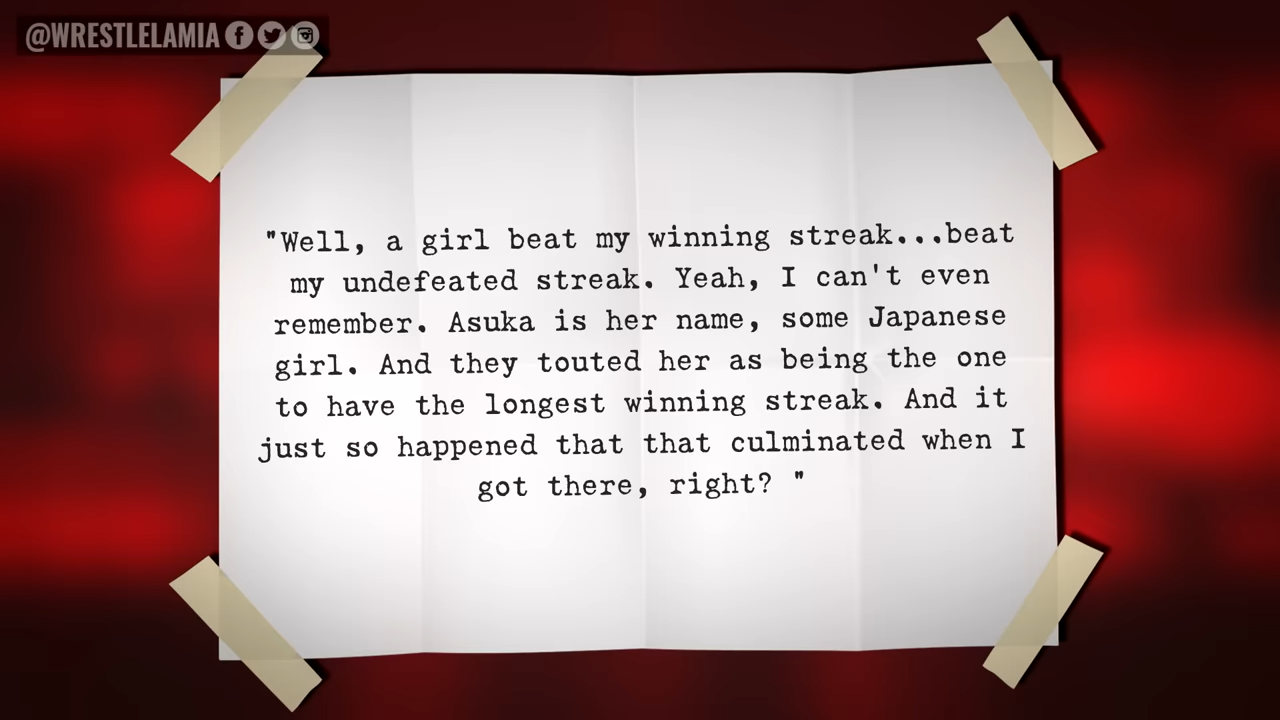 @WRESTLELAMIA
"Well, a girl beat my winning streak...beat
my undefeated streak. Yeah, I can't even
remember. Asuka is her name, some Japanese
girl. And they touted her as being the one
to have the longest winning streak. And it
just so happened that that culminated when I
got there, right? "